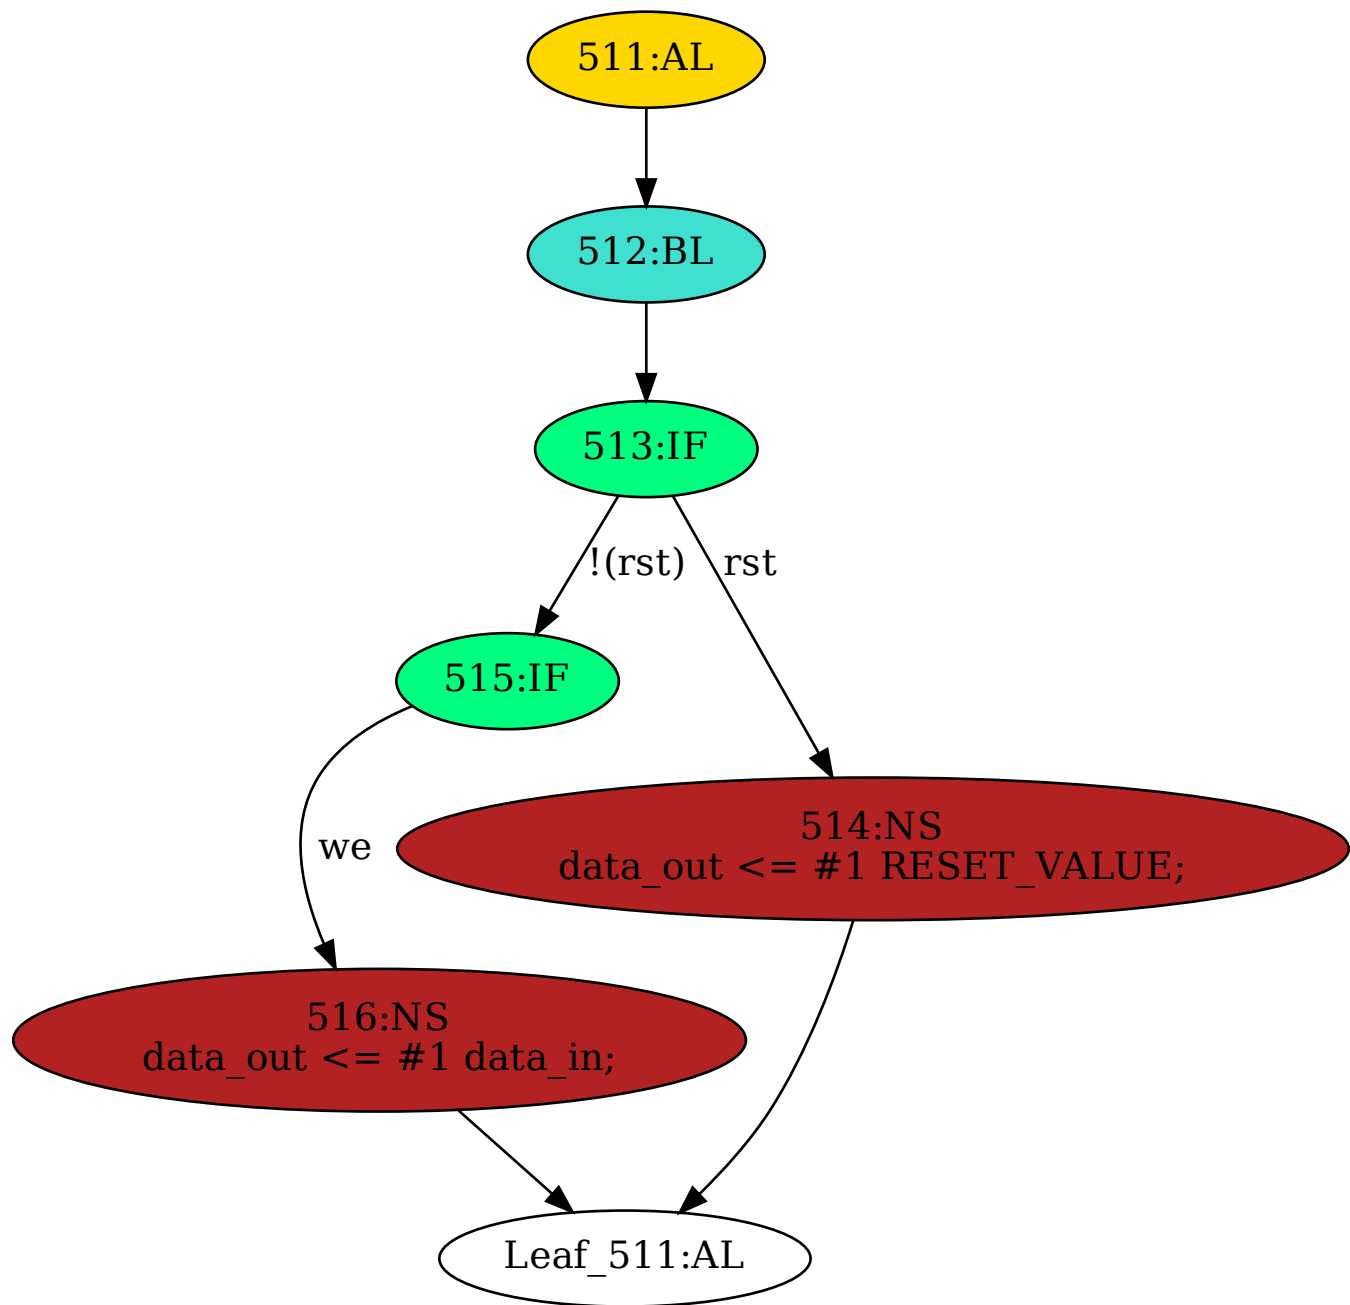 511:AL
512:BL
513:IF
!(rst)
rst
515:IF
514:NS
data_out <= #1 RESET_VALUE;
we
516:NS
data_out <= #1 data_in;
Leaf_511:AL